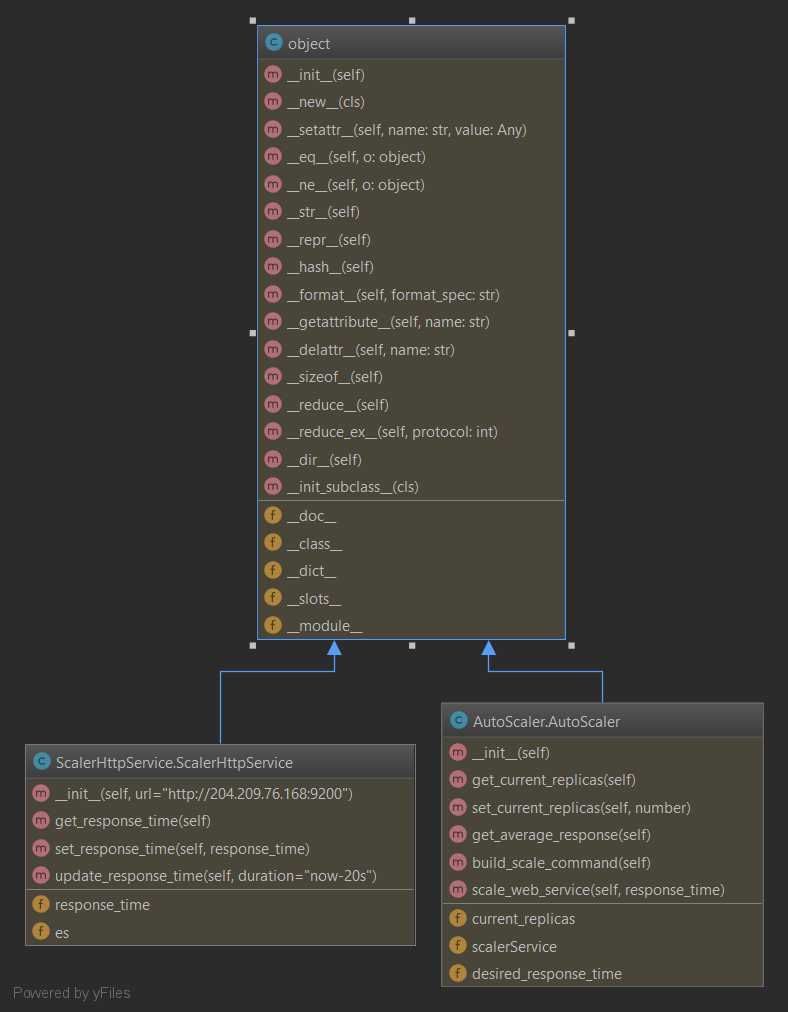 C object
m __init__(self)
m __new__(cls)
m __setattr__(self, name: str, value: Any)
m __eq__(self, o: object)
m __ne__(self, o: object)
m __str__(self)
m __repr__(self)
m __hash__(self)
m __format__(self, format_spec: str)
m __getattribute__(self, name: str)
m __delattr__(self, name: str)
m __sizeof__(self)
m __reduce__(self)
m __reduce_ex__(self, protocol: int)
m __dir__(self)
m __init_subclass__(cls)
f __doc__
f __class__
f __dict__
f __slots__
f __module__
C ScalerHttpService.ScalerHttpService
m __init__(self, url="http://204.209.76.168:9200")
m get_response_time(self)
m set_response_time(self, response_time)
m update_response_time(self, duration="now-20s")
f response_time
f es
C AutoScaler.AutoScaler
m __init__(self)
m get_current_replicas(self)
m set_current_replicas(self, number)
m get_average_response(self)
m build_scale_command(self)
m scale_web_service(self, response_time)
f current_replicas
f scalerService
f desired_response_time
Powered by yFiles